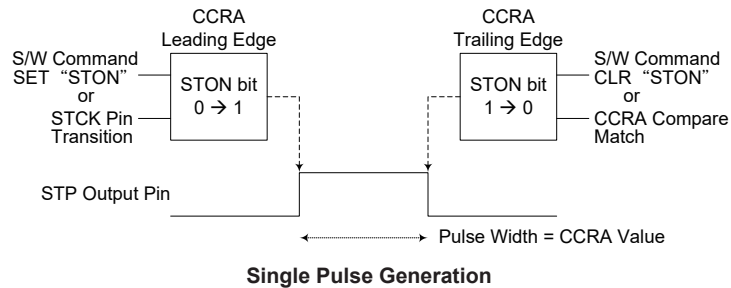 CCRA
Leading Edge
CCRA
Trailing Edge
S/W Command
SET “STON”
or
STCK Pin
Transition
STON bit
0 → 1
STON bit
1 → 0
S/W Command
CLR “STON”
or
CCRA Compare
Match
STP Output Pin
Pulse Width = CCRA Value
Single Pulse Generation